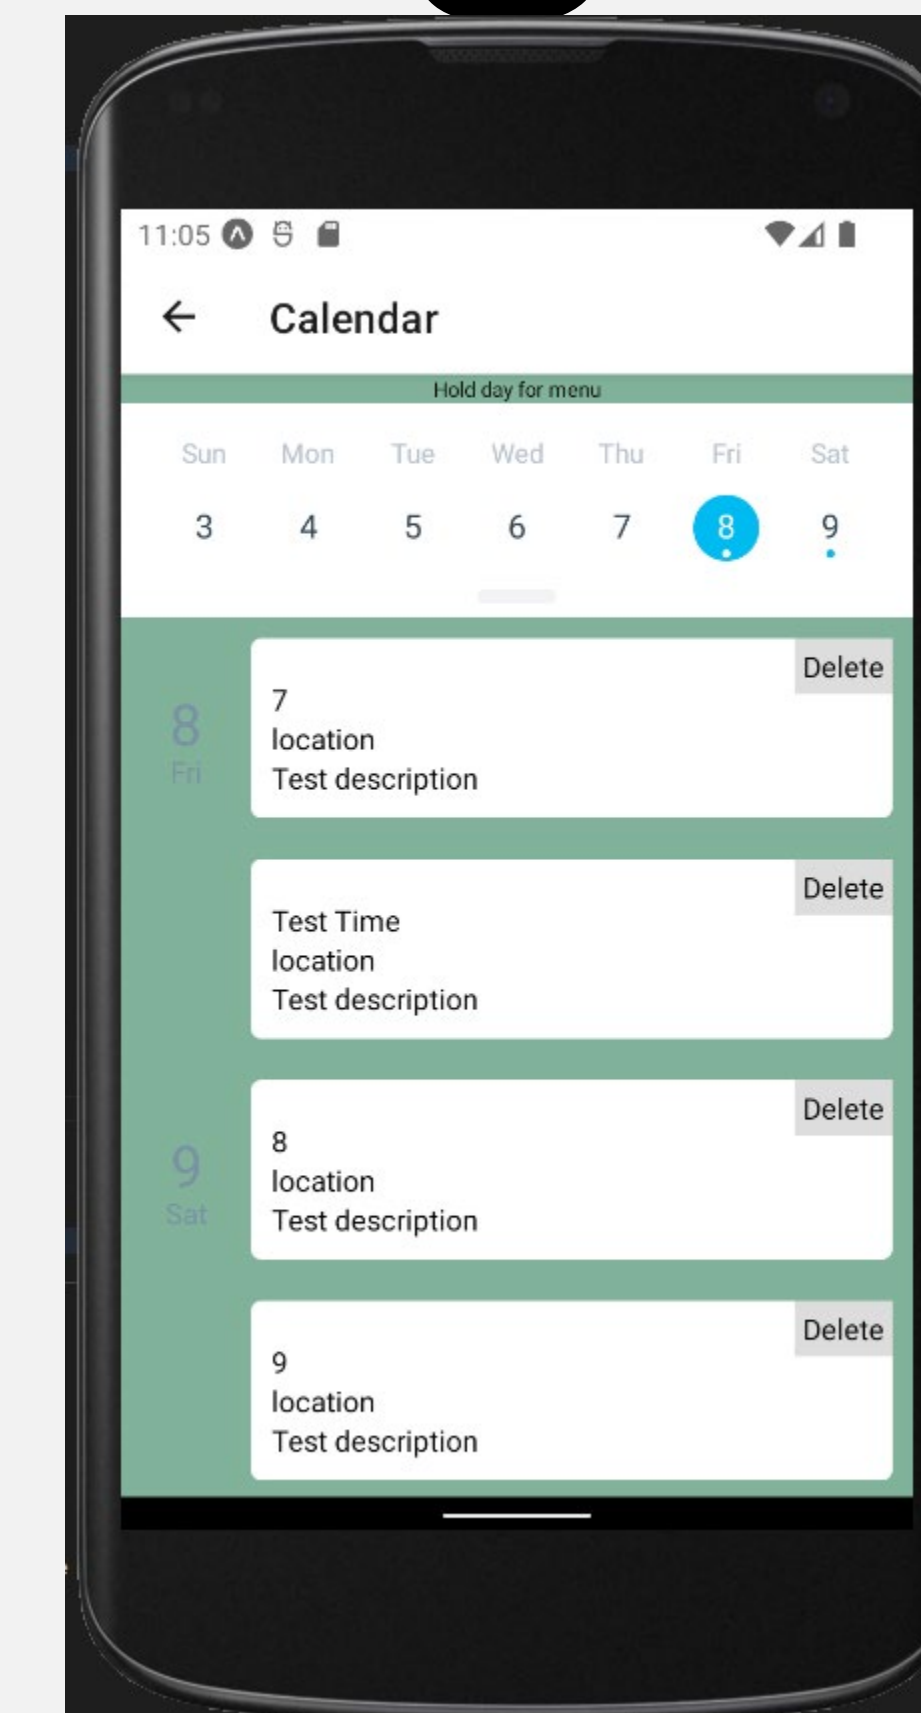 11:05
Calendar
Hold day for menu
Sun Mon Tue Wed Thu Fri Sat
3 4 5 6 7 8 9
8
Fri
Delete
7
location
Test description
Delete
Test Time
location
Test description
9
Sat
Delete
8
location
Test description
Delete
9
location
Test description